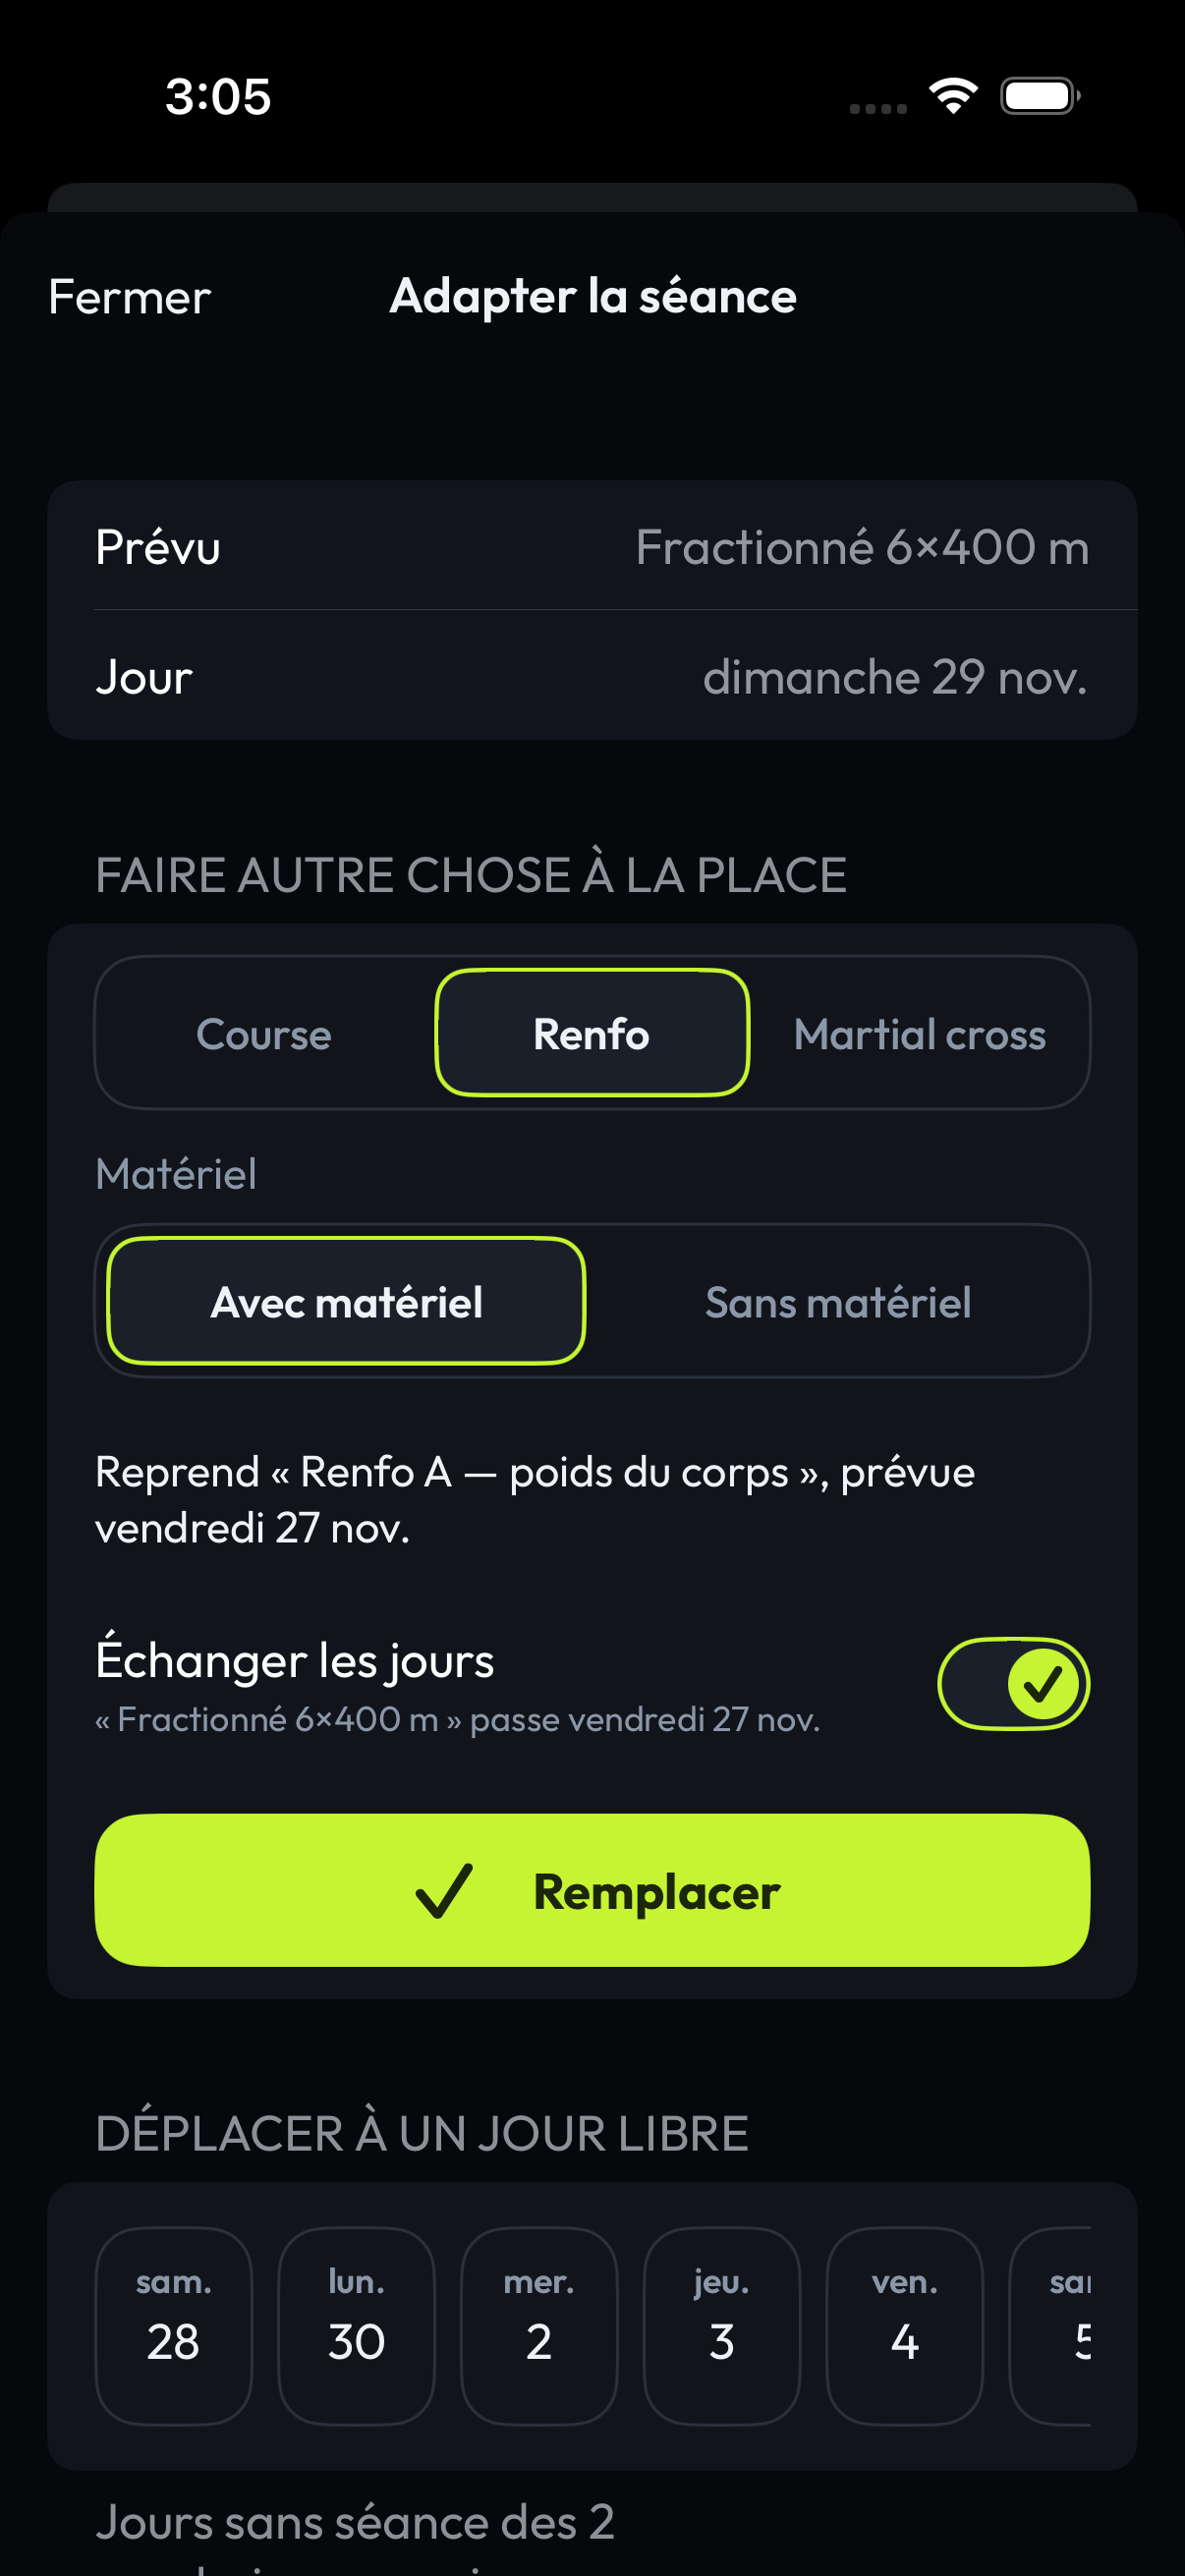 3:05
Fermer
Adapter la séance
Prévu
Fractionné 6×400 m
Jour
dimanche 29 nov.
FAIRE AUTRE CHOSE À LA PLACE
Course
Renfo
Martial cross
Matériel
Avec matériel
Sans matériel
Reprend « Renfo A — poids du corps », prévue
vendredi 27 nov.
Échanger les jours
« Fractionné 6×400 m » passe vendredi 27 nov.
Remplacer
DÉPLACER À UN JOUR LIBRE
sam.
28
lun.
30
mer.
2
jeu.
3
ven.
4
Jours sans séance des 2